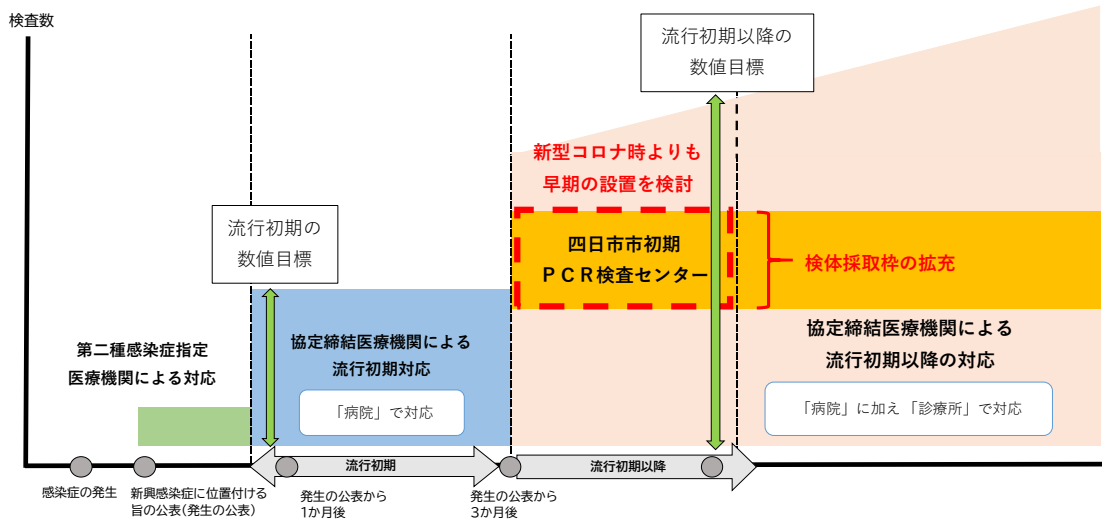 検査数
流行初期以降の
数値目標
新型コロナ時よりも
早期の設置を検討
流行初期の
数値目標
四日市市初期
ＰＣＲ検査センター
検体採取枠の拡充
第二種感染症指定
医療機関による対応
協定締結医療機関による
流行初期対応
「病院」で対応
協定締結医療機関による
流行初期以降の対応
「病院」に加え「診療所」で対応
流行初期
流行初期以降
感染症の発生
新興感染症に位置付ける
旨の公表(発生の公表)
発生の公表から
1か月後
発生の公表から
3か月後